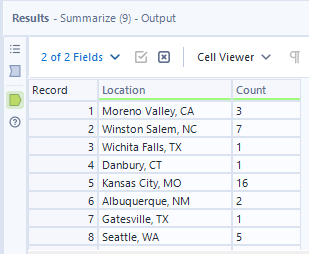 Results - Summarize (9) - Output
2 of 2 Fields Cell Viewer
Record Location Count
1 Moreno Valley, CA 3
2 Winston Salem, NC 7
3 Wichita Falls, TX 1
4 Danbury, CT 1
5 Kansas City, MO 16
6 Albuquerque, NM 2
7 Gatesville, TX 1
8 Seattle, WA 5